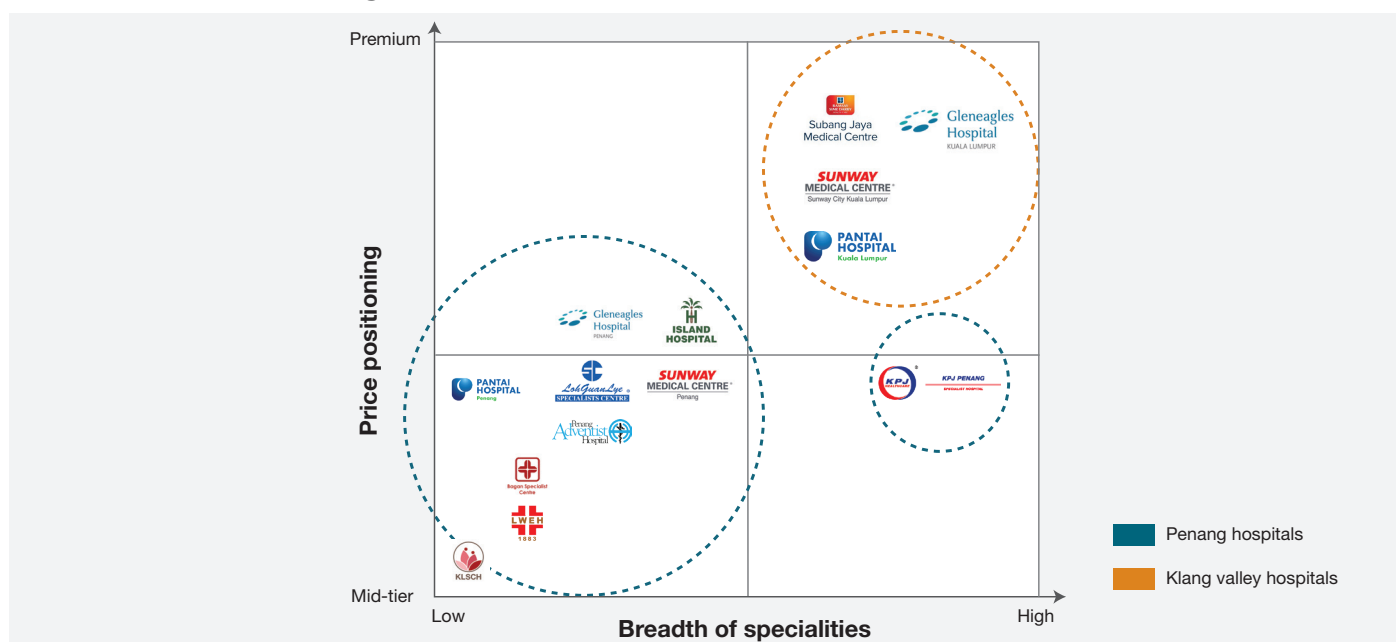 Premium
Subang Jaya
Medical Centre
Gleneagles
Hospital
KUALA LUMPUR
SUNWAY
MEDICAL CENTRE
Sunway City Kuala Lumpur
PANTAI
HOSPITAL
Kuala Lumpur
Price positioning
Gleneagles
Hospital
PENANG
ISLAND
HOSPITAL
PANTAI
HOSPITAL
Penang
SC
LohGuanLye
SPECIALISTS CENTRE
SUNWAY
MEDICAL CENTRE
Penang
KPJ
HEALTHCARE
KPJ PENANG
SPECIALIST HOSPITAL
Penang
Adventist
Hospital
Bagan Specialist
Centre
LWEH
1883
KLSCH
Mid-tier
Low
High
Breadth of specialities
Penang hospitals
Klang valley hospitals